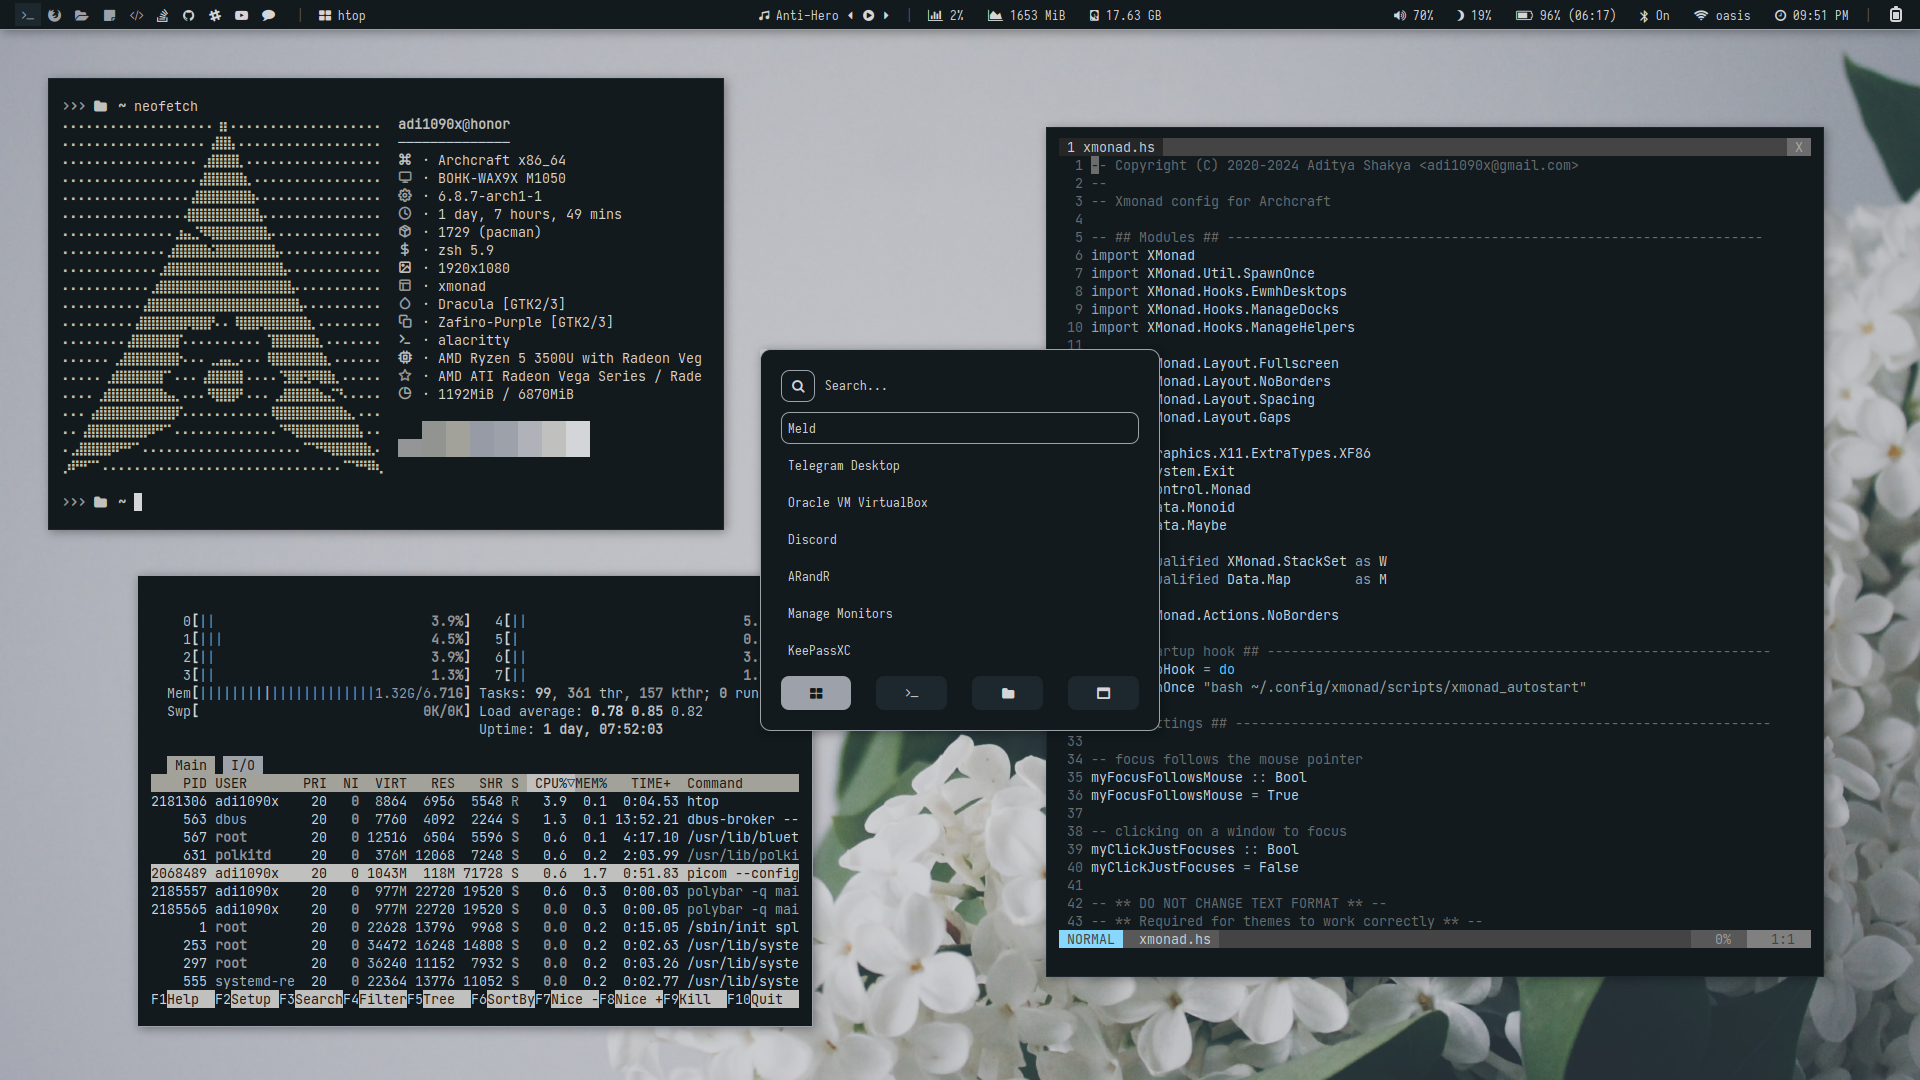 htop
Anti-Hero
2%
1653 MiB
17.63 GB
70%
19%
96% (06:17)
On
oasis
09:51 PM
>>> ~ neofetch
adi1090x@honor
· Archcraft x86_64
· BOHK-WAX9X M1050
· 6.8.7-arch1-1
· 1 day, 7 hours, 49 mins
· 1729 (pacman)
· zsh 5.9
· 1920x1080
· xmonad
· Dracula [GTK2/3]
· Zafiro-Purple [GTK2/3]
· alacritty
· AMD Ryzen 5 3500U with Radeon Veg
· AMD ATI Radeon Vega Series / Rade
· 1192MiB / 6870MiB
>>> ~
0[|| 3.9%] 4[|| 5.
1[||| 4.5%] 5[| 0.
2[|| 3.9%] 6[|| 3.
3[|| 1.3%] 7[|| 1.
Mem[||||||||||||||||||||||1.32G/6.71G] Tasks: 99, 361 thr, 157 kthr; 0 run
Swp[ 0K/0K] Load average: 0.78 0.85 0.82
Uptime: 1 day, 07:52:03
Main I/O
PID USER PRI NI VIRT RES SHR S CPU%▽MEM% TIME+ Command
2181306 adi1090x 20 0 8864 6956 5548 R 3.9 0.1 0:04.53 htop
563 dbus 20 0 7760 4092 2244 S 1.3 0.1 13:52.21 dbus-broker --
567 root 20 0 12516 6504 5596 S 0.6 0.1 4:17.10 /usr/lib/bluet
631 polkitd 20 0 376M 12068 7248 S 0.6 0.2 2:03.99 /usr/lib/polki
2068489 adi1090x 20 0 1043M 118M 71728 S 0.6 1.7 0:51.83 picom --config
2185557 adi1090x 20 0 977M 22720 19520 S 0.6 0.3 0:00.03 polybar -q mai
2185565 adi1090x 20 0 977M 22720 19520 S 0.0 0.3 0:00.05 polybar -q mai
1 root 20 0 22628 13796 9968 S 0.0 0.2 0:15.05 /sbin/init spl
253 root 20 0 34472 16248 14808 S 0.0 0.2 0:02.63 /usr/lib/syste
297 root 20 0 36240 11152 7932 S 0.0 0.2 0:03.26 /usr/lib/syste
555 systemd-re 20 0 22364 13776 11052 S 0.0 0.2 0:02.77 /usr/lib/syste
F1Help F2Setup F3SearchF4FilterF5Tree F6SortByF7Nice -F8Nice +F9Kill F10Quit
Search...
Meld
Telegram Desktop
Oracle VM VirtualBox
Discord
ARandR
Manage Monitors
KeePassXC
1 xmonad.hs X
1 -- Copyright (C) 2020-2024 Aditya Shakya <adi1090x@gmail.com>
2 --
3 -- Xmonad config for Archcraft
4
5 -- ## Modules ## -------------------------------------------------------------------
6 import XMonad
7 import XMonad.Util.SpawnOnce
8 import XMonad.Hooks.EwmhDesktops
9 import XMonad.Hooks.ManageDocks
10 import XMonad.Hooks.ManageHelpers
11
Monad.Layout.Fullscreen
Monad.Layout.NoBorders
Monad.Layout.Spacing
Monad.Layout.Gaps
raphics.X11.ExtraTypes.XF86
ystem.Exit
ontrol.Monad
ata.Monoid
ata.Maybe
ualified XMonad.StackSet as W
ualified Data.Map as M
Monad.Actions.NoBorders
artup hook ## ---------------------------------------------------------------
pHook = do
nOnce "bash ~/.config/xmonad/scripts/xmonad_autostart"
ttings ## -------------------------------------------------------------------
33
34 -- focus follows the mouse pointer
35 myFocusFollowsMouse :: Bool
36 myFocusFollowsMouse = True
37
38 -- clicking on a window to focus
39 myClickJustFocuses :: Bool
40 myClickJustFocuses = False
41
42 -- ** DO NOT CHANGE TEXT FORMAT ** --
43 -- ** Required for themes to work correctly ** --
NORMAL xmonad.hs 0% 1:1